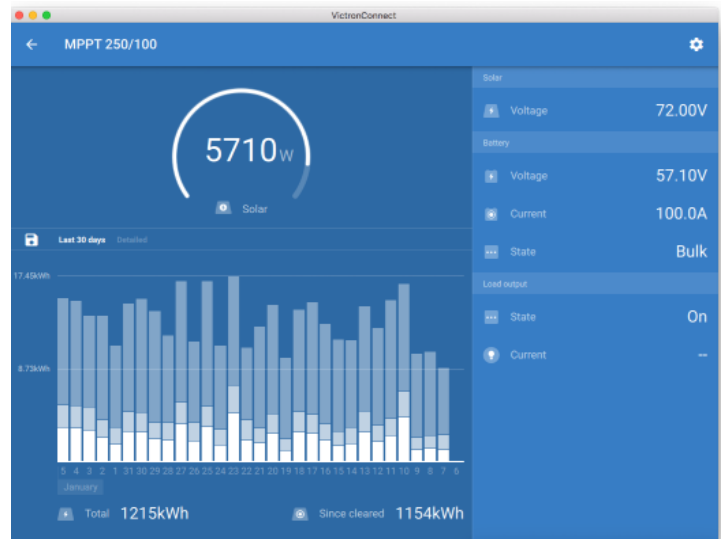 VictronConnect
MPPT 250/100
5710W
Solar
Last 30 days Detailed
17.45kWh
8.73kWh
5 4 3 2 1 31 30 29 28 27 26 25 24 23 22 21 20 19 18 17 16 15 14 13 12 11 10 9 8 7 6
January
Total 1215kWh Since cleared 1154kWh
Solar
Voltage 72.00V
Battery
Voltage 57.10V
Current 100.0A
State Bulk
Load output
State On
Current --